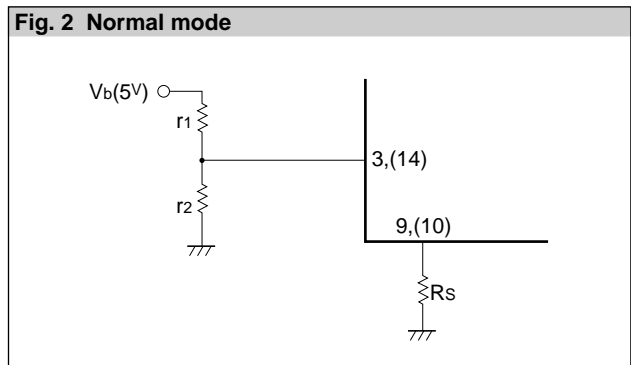 Fig. 2 Normal mode
Vb(5V)
r1
3,(14)
r2
9,(10)
RS